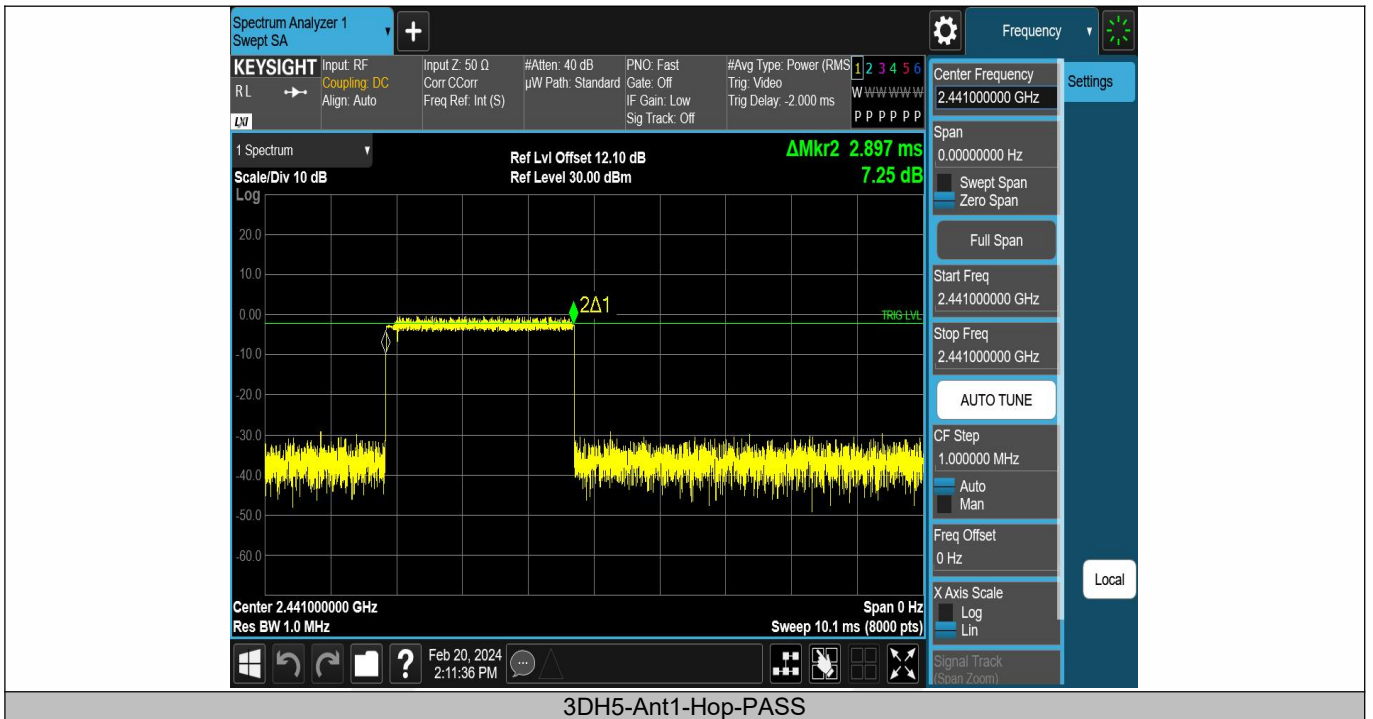 Spectrum Analyzer 1
Swept SA
Frequency
KEYSIGHT
RL
LXI
Input: RF
Coupling: DC
Align: Auto
Input Z: 50 Ω
Corr CCorr
Freq Ref: Int (S)
#Atten: 40 dB
µW Path: Standard
PNO: Fast
Gate: Off
IF Gain: Low
Sig Track: Off
#Avg Type: Power (RMS
Trig: Video
Trig Delay: -2.000 ms
1 2 3 4 5 6
W W W W W W
P P P P P P
1 Spectrum
Scale/Div 10 dB
Ref Lvl Offset 12.10 dB
Ref Level 30.00 dBm
ΔMkr2 2.897 ms
7.25 dB
Log
20.0
10.0
0.00
-10.0
-20.0
-30.0
-40.0
-50.0
-60.0
2Δ1
TRIG LVL
Center 2.441000000 GHz
Res BW 1.0 MHz
Span 0 Hz
Sweep 10.1 ms (8000 pts)
Center Frequency
2.441000000 GHz
Settings
Span
0.00000000 Hz
Swept Span
Zero Span
Full Span
Start Freq
2.441000000 GHz
Stop Freq
2.441000000 GHz
AUTO TUNE
CF Step
1.000000 MHz
Auto
Man
Freq Offset
0 Hz
X Axis Scale
Log
Lin
Signal Track
(Span Zoom)
Local
?
Feb 20, 2024
2:11:36 PM
3DH5-Ant1-Hop-PASS